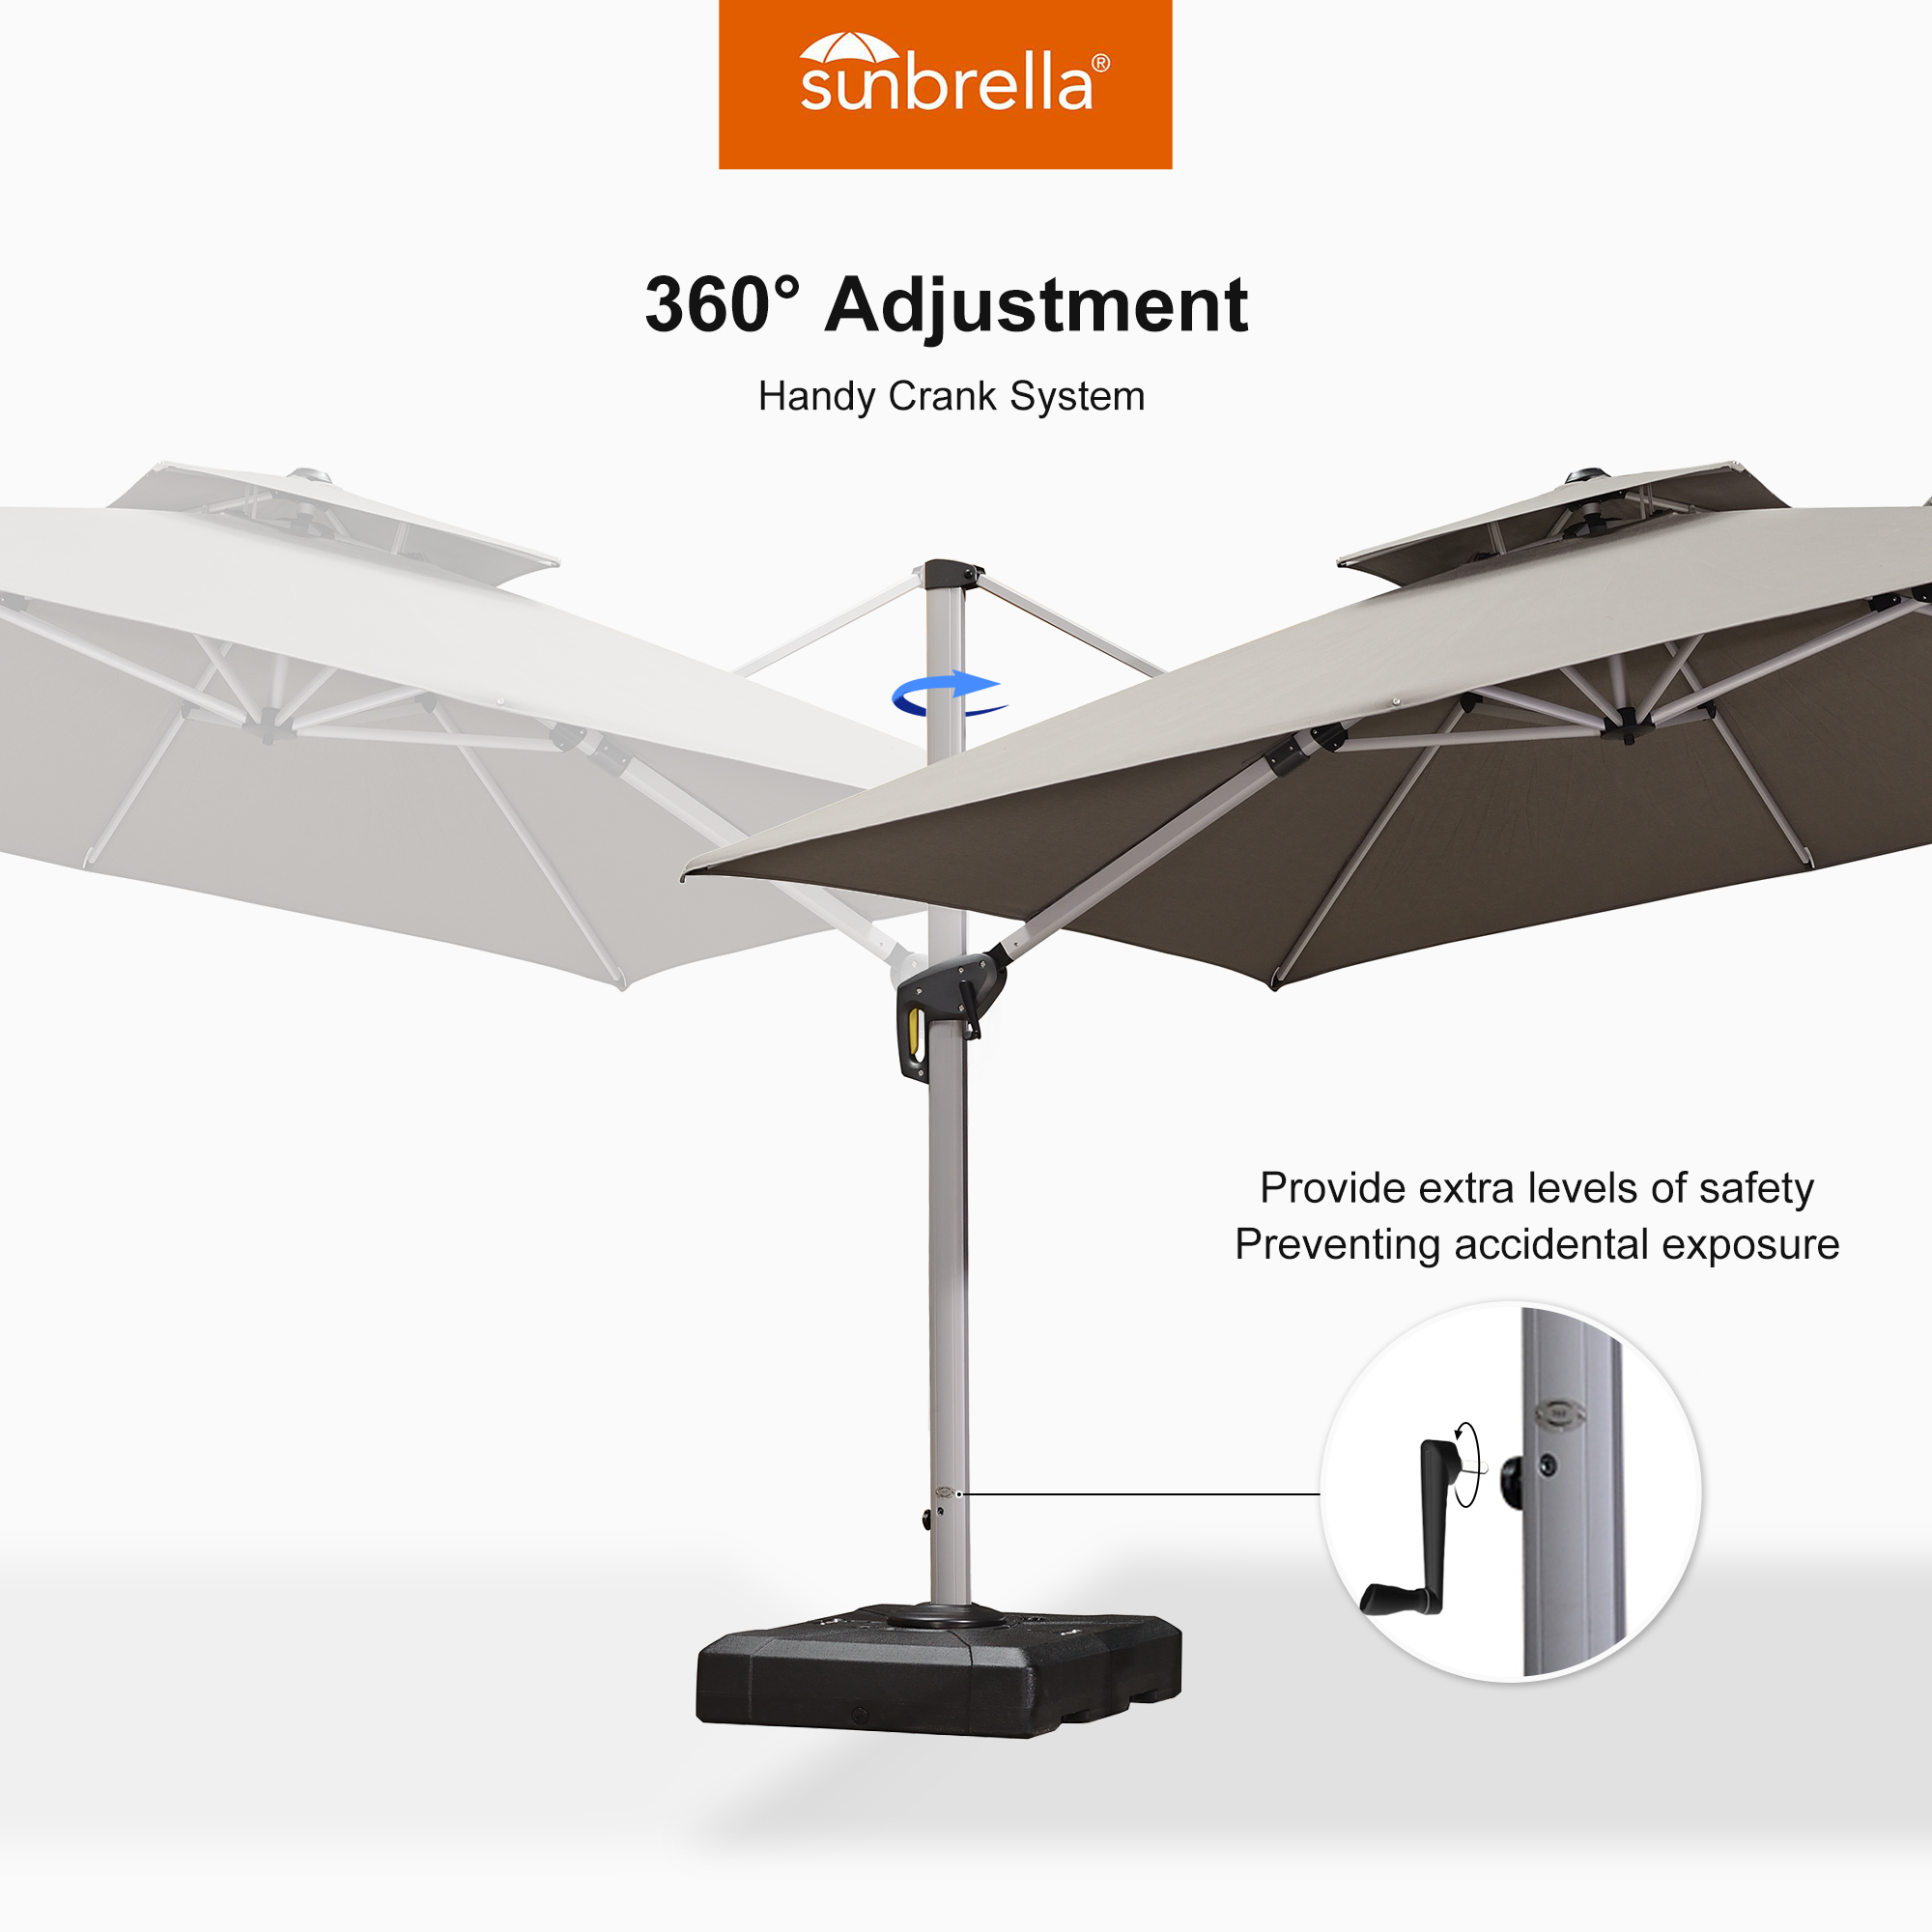 sunbrella®
360° Adjustment
Handy Crank System
Provide extra levels of safety
Preventing accidental exposure